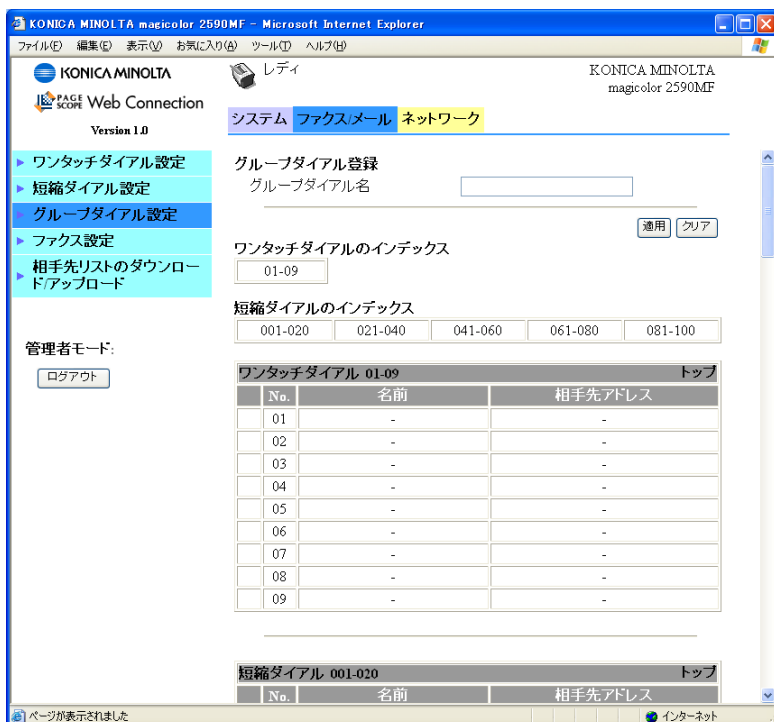 KONICA MINOLTA magicolor 2590MF - Microsoft Internet Explorer
ファイル(F) 編集(E) 表示(V) お気に入り(A) ツール(T) ヘルプ(H)
KONICA MINOLTA
レディ
KONICA MINOLTA
magicolor 2590MF
PAGE SCOPE Web Connection
Version 1.0
システム ファクス/メール ネットワーク
ワンタッチダイアル設定
短縮ダイアル設定
グループダイアル設定
ファクス設定
相手先リストのダウンロー
ド/アップロード
管理者モード:
ログアウト
グループダイアル登録
グループダイアル名
適用 クリア
ワンタッチダイアルのインデックス
01-09
短縮ダイアルのインデックス
001-020 021-040 041-060 061-080 081-100
ワンタッチダイアル 01-09 トップ
No. 名前 相手先アドレス
01 - -
02 - -
03 - -
04 - -
05 - -
06 - -
07 - -
08 - -
09 - -
短縮ダイアル 001-020 トップ
No. 名前 相手先アドレス
ページが表示されました インターネット